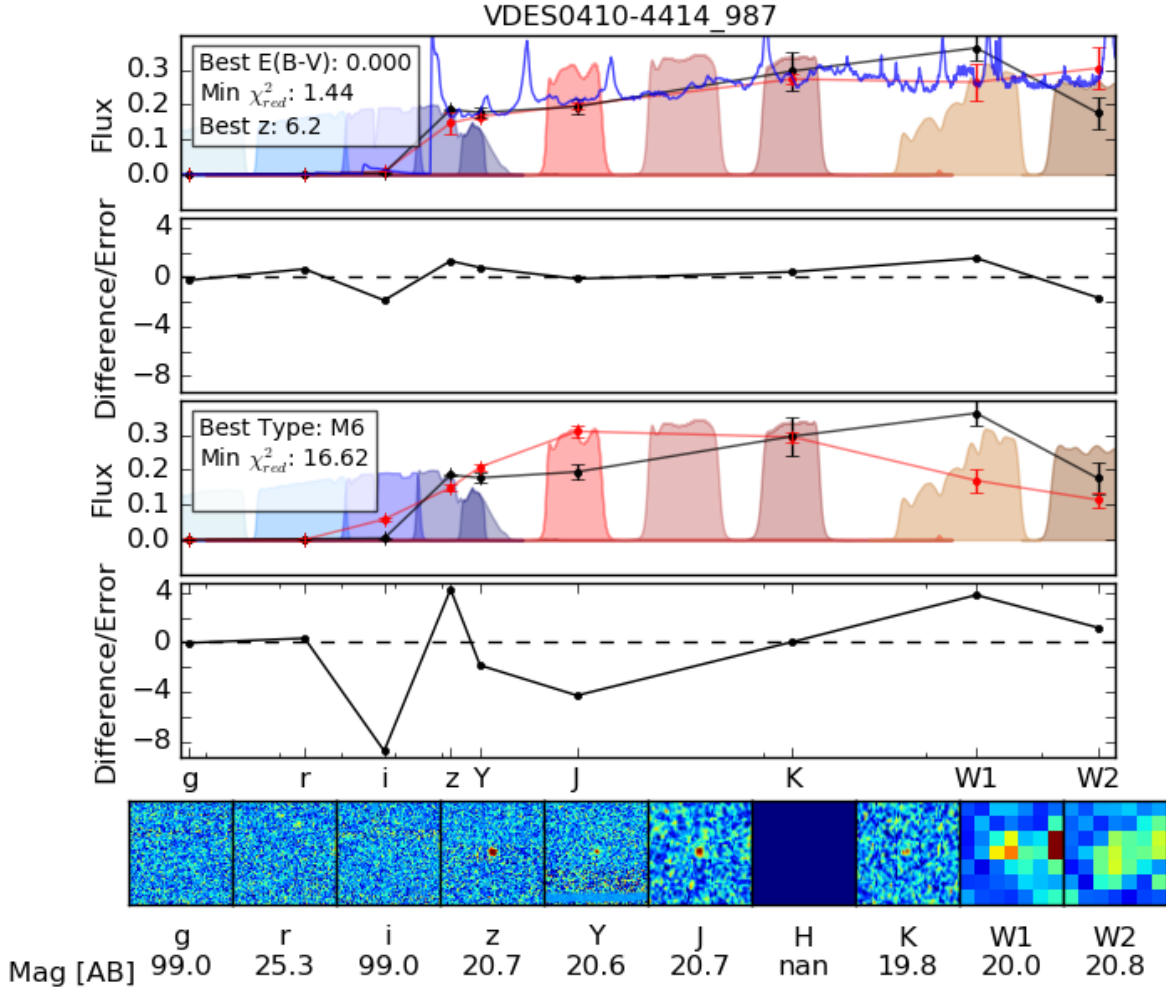 VDES0410-4414_987
Best E(B-V): 0.000
Min χ²_red: 1.44
Best z: 6.2
Flux
0.3
0.2
0.1
0.0
Difference/Error
4
0
−4
−8
Best Type: M6
Min χ²_red: 16.62
Flux
0.3
0.2
0.1
0.0
Difference/Error
4
0
−4
−8
g r i z Y J K W1 W2
g r i z Y J H K W1 W2
Mag [AB] 99.0 25.3 99.0 20.7 20.6 20.7 nan 19.8 20.0 20.8